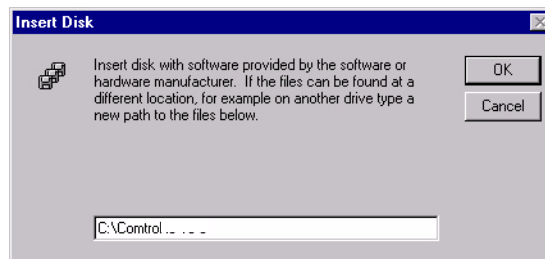 Insert Disk
Insert disk with software provided by the software or
hardware manufacturer. If the files can be found at a
different location, for example on another drive type a
new path to the files below.
OK
Cancel
C:\Comtrol